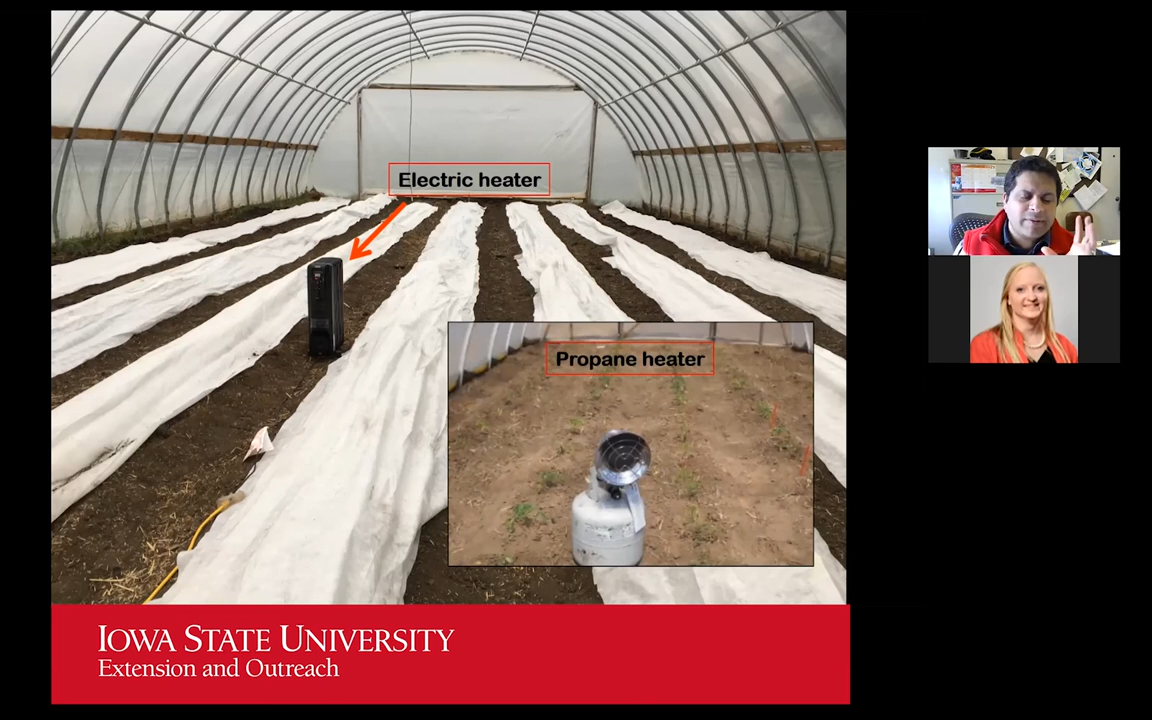 Electric heater
Propane heater
IOWA STATE UNIVERSITY
Extension and Outreach